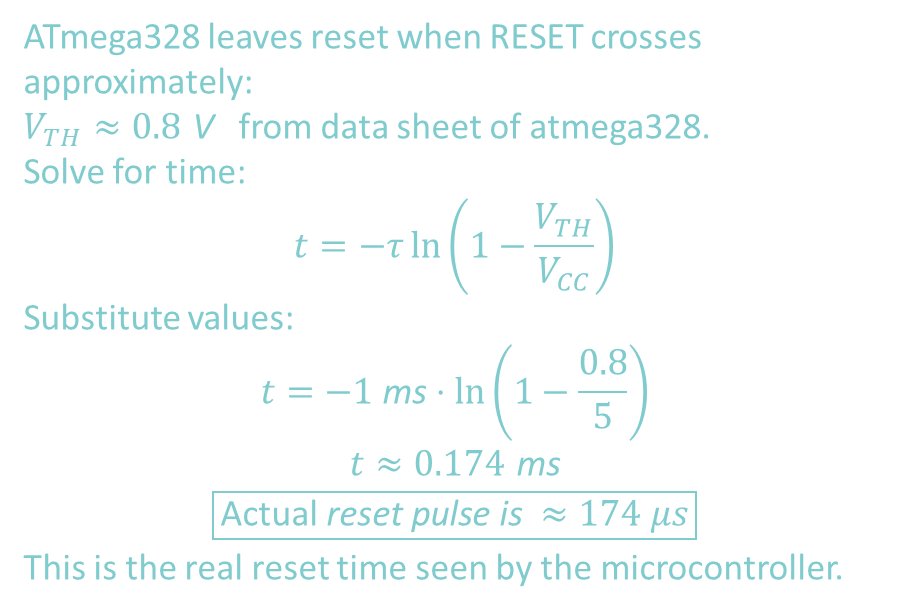 ATmega328 leaves reset when RESET crosses
approximately:
V_TH ≈ 0.8 V from data sheet of atmega328.
Solve for time:
t = −τ ln(1 − V_TH/V_CC)
Substitute values:
t = −1 ms · ln(1 − 0.8/5)
t ≈ 0.174 ms
Actual reset pulse is ≈ 174 μs
This is the real reset time seen by the microcontroller.